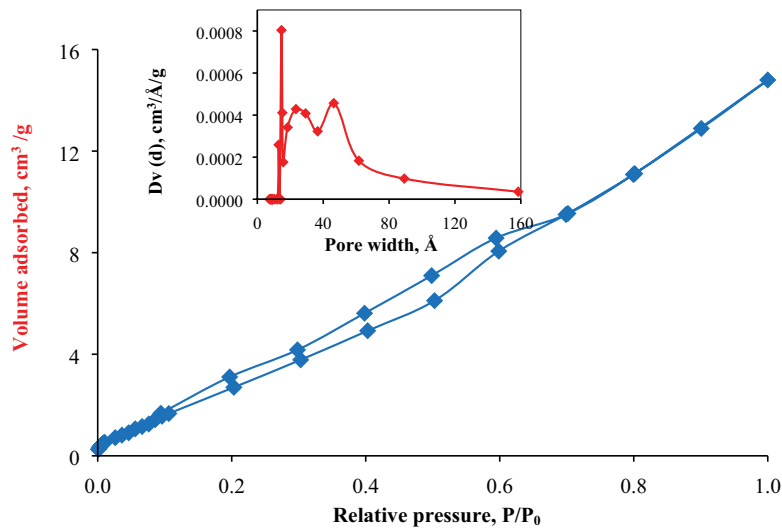 0.0008
0.0006
0.0004
0.0002
0.0000
0 40 80 120 160
Pore width, Å
Dv (d), cm³/Å/g
16
12
8
4
0
0.0 0.2 0.4 0.6 0.8 1.0
Relative pressure, P/P₀
Volume adsorbed, cm³ /g